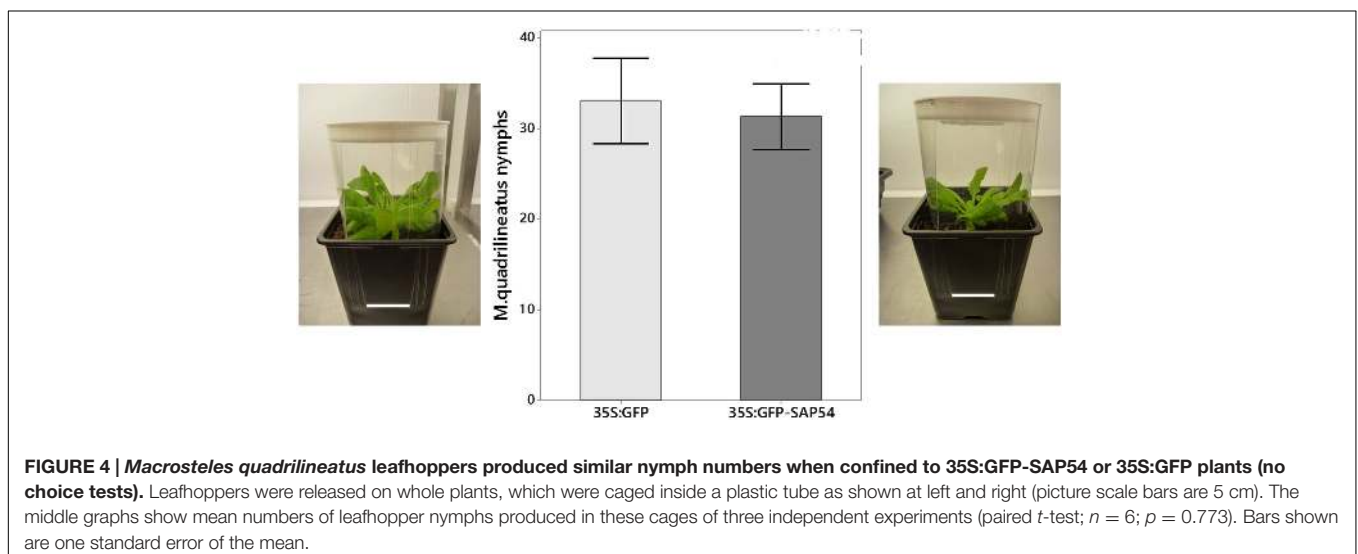 40
30
20
10
0
M.quadrilineatus nymphs
35S:GFP
35S:GFP-SAP54
FIGURE 4 | Macrosteles quadrilineatus leafhoppers produced similar nymph numbers when confined to 35S:GFP-SAP54 or 35S:GFP plants (no
choice tests). Leafhoppers were released on whole plants, which were caged inside a plastic tube as shown at left and right (picture scale bars are 5 cm). The
middle graphs show mean numbers of leafhopper nymphs produced in these cages of three independent experiments (paired t-test; n = 6; p = 0.773). Bars shown
are one standard error of the mean.